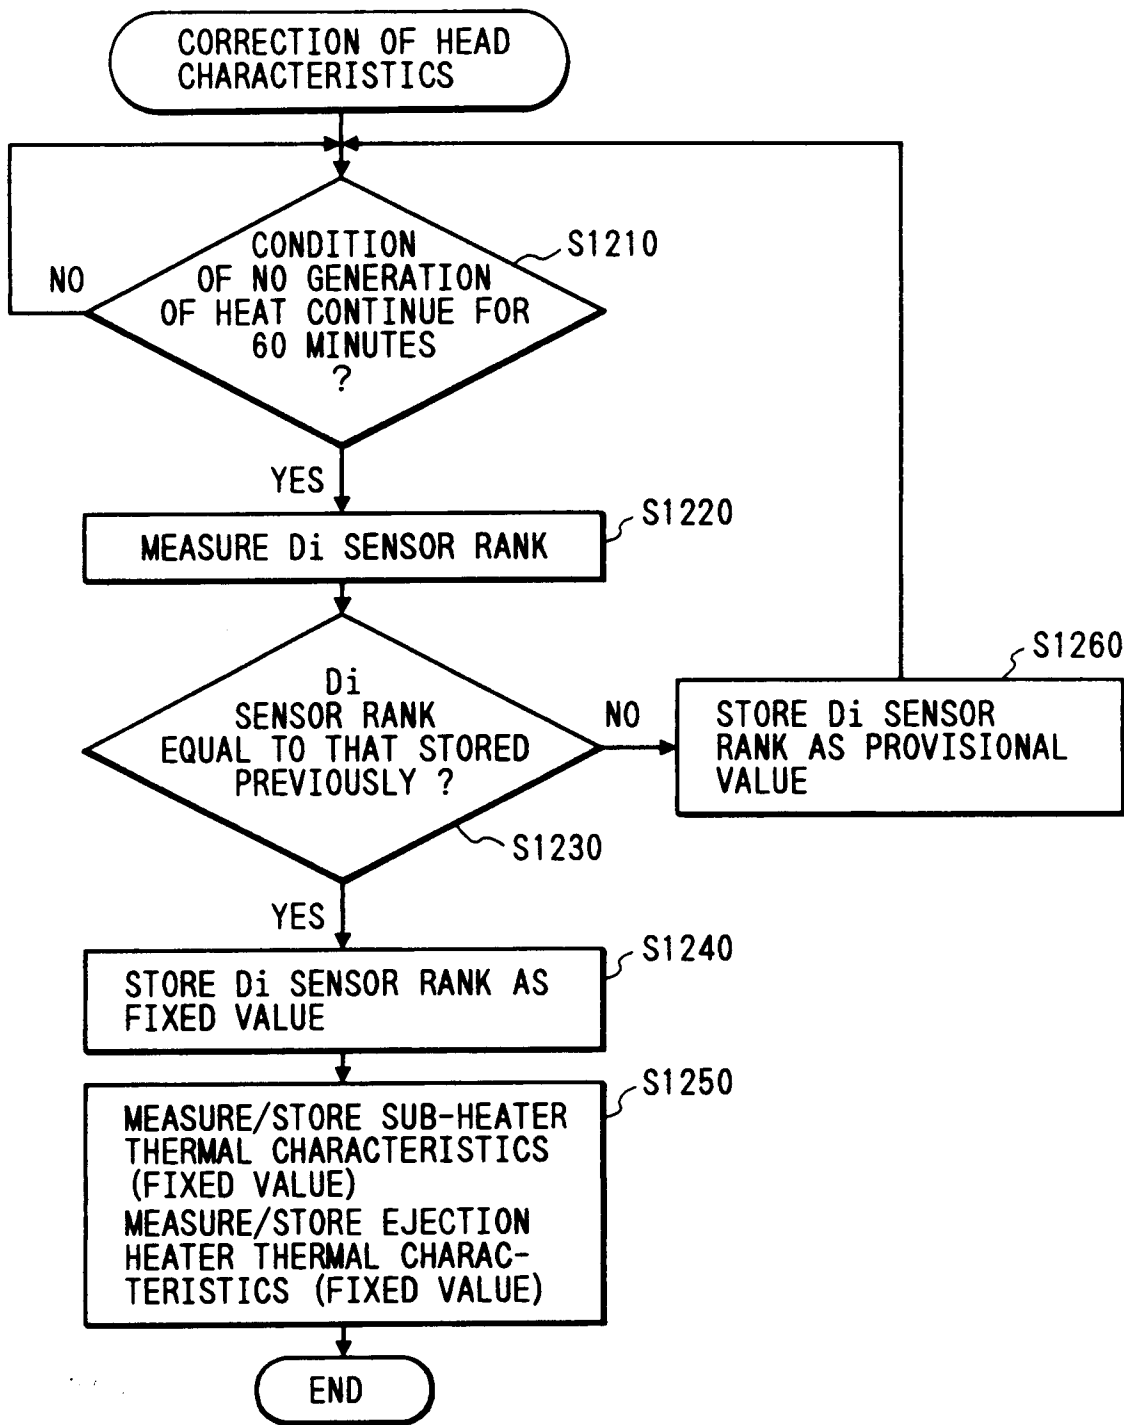 CORRECTION OF HEAD
CHARACTERISTICS
CONDITION
OF NO GENERATION
OF HEAT CONTINUE FOR
60 MINUTES
?
S1210
NO
YES
MEASURE Di SENSOR RANK
S1220
Di
SENSOR RANK
EQUAL TO THAT STORED
PREVIOUSLY ?
S1230
NO
STORE Di SENSOR
RANK AS PROVISIONAL
VALUE
S1260
YES
STORE Di SENSOR RANK AS
FIXED VALUE
S1240
MEASURE/STORE SUB-HEATER
THERMAL CHARACTERISTICS
(FIXED VALUE)
MEASURE/STORE EJECTION
HEATER THERMAL CHARAC-
TERISTICS (FIXED VALUE)
S1250
END